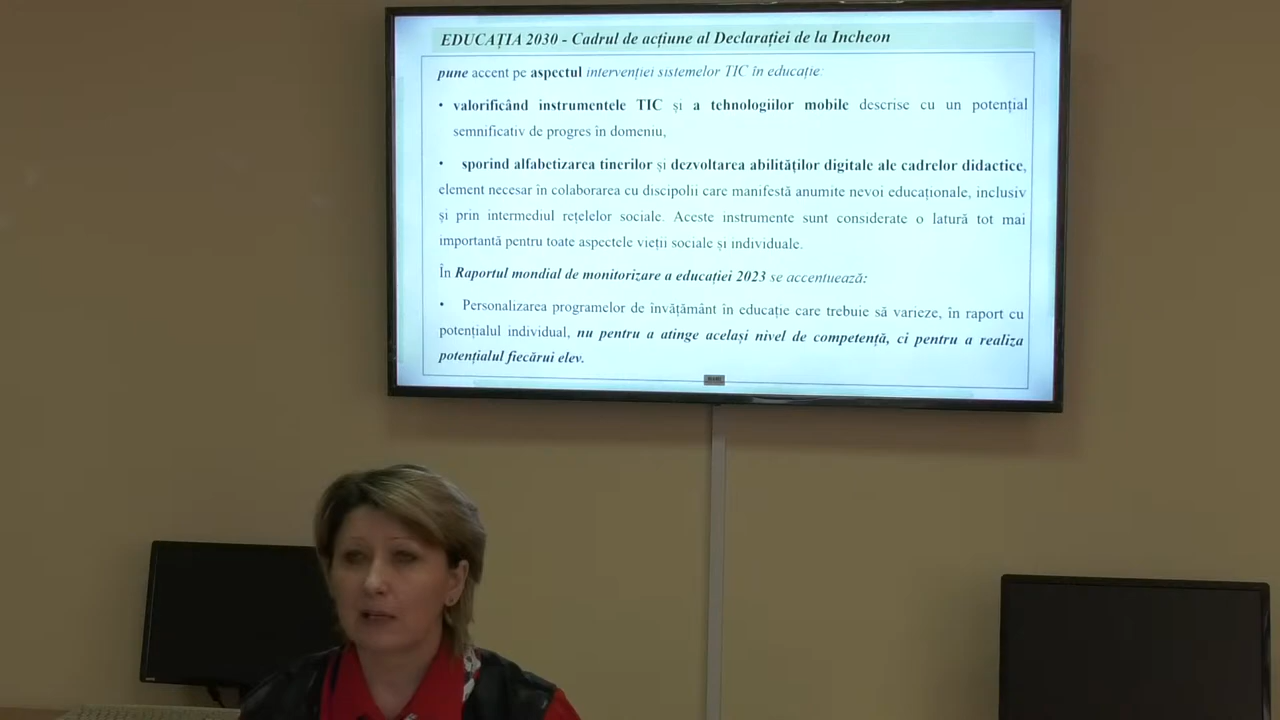 EDUCAȚIA 2030 - Cadrul de acțiune al Declarației de la Incheon
pune accent pe aspectul intervenției sistemelor TIC în educație:
• valorificând instrumentele TIC și a tehnologiilor mobile descrise cu un potențial
semnificativ de progres în domeniu,
• sporind alfabetizarea tinerilor și dezvoltarea abilităților digitale ale cadrelor didactice,
element necesar în colaborarea cu discipolii care manifestă anumite nevoi educaționale, inclusiv
și prin intermediul rețelelor sociale. Aceste instrumente sunt considerate o latură tot mai
importantă pentru toate aspectele vieții sociale și individuale.
În Raportul mondial de monitorizare a educației 2023 se accentuează:
• Personalizarea programelor de învățământ în educație care trebuie să varieze, în raport cu
potențialul individual, nu pentru a atinge același nivel de competență, ci pentru a realiza
potențialul fiecărui elev.